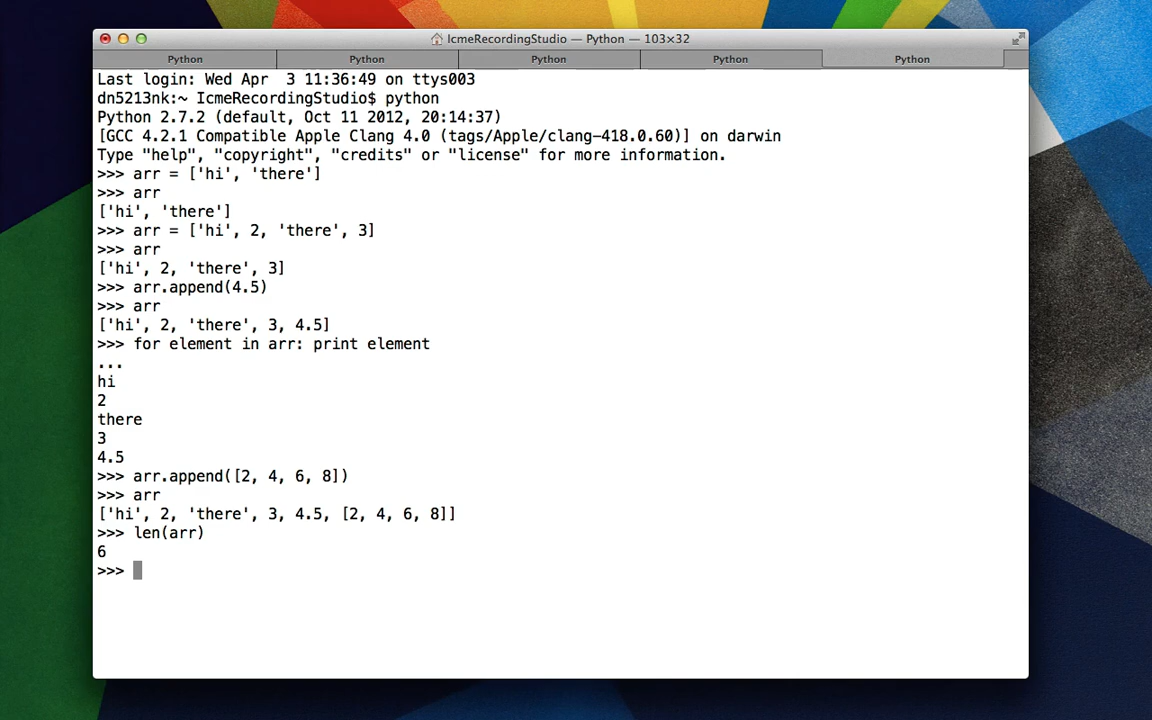 IcmeRecordingStudio — Python — 103×32
Python Python Python Python Python
Last login: Wed Apr  3 11:36:49 on ttys003
dn5213nk:~ IcmeRecordingStudio$ python
Python 2.7.2 (default, Oct 11 2012, 20:14:37)
[GCC 4.2.1 Compatible Apple Clang 4.0 (tags/Apple/clang-418.0.60)] on darwin
Type "help", "copyright", "credits" or "license" for more information.
>>> arr = ['hi', 'there']
>>> arr
['hi', 'there']
>>> arr = ['hi', 2, 'there', 3]
>>> arr
['hi', 2, 'there', 3]
>>> arr.append(4.5)
>>> arr
['hi', 2, 'there', 3, 4.5]
>>> for element in arr: print element
...
hi
2
there
3
4.5
>>> arr.append([2, 4, 6, 8])
>>> arr
['hi', 2, 'there', 3, 4.5, [2, 4, 6, 8]]
>>> len(arr)
6
>>>